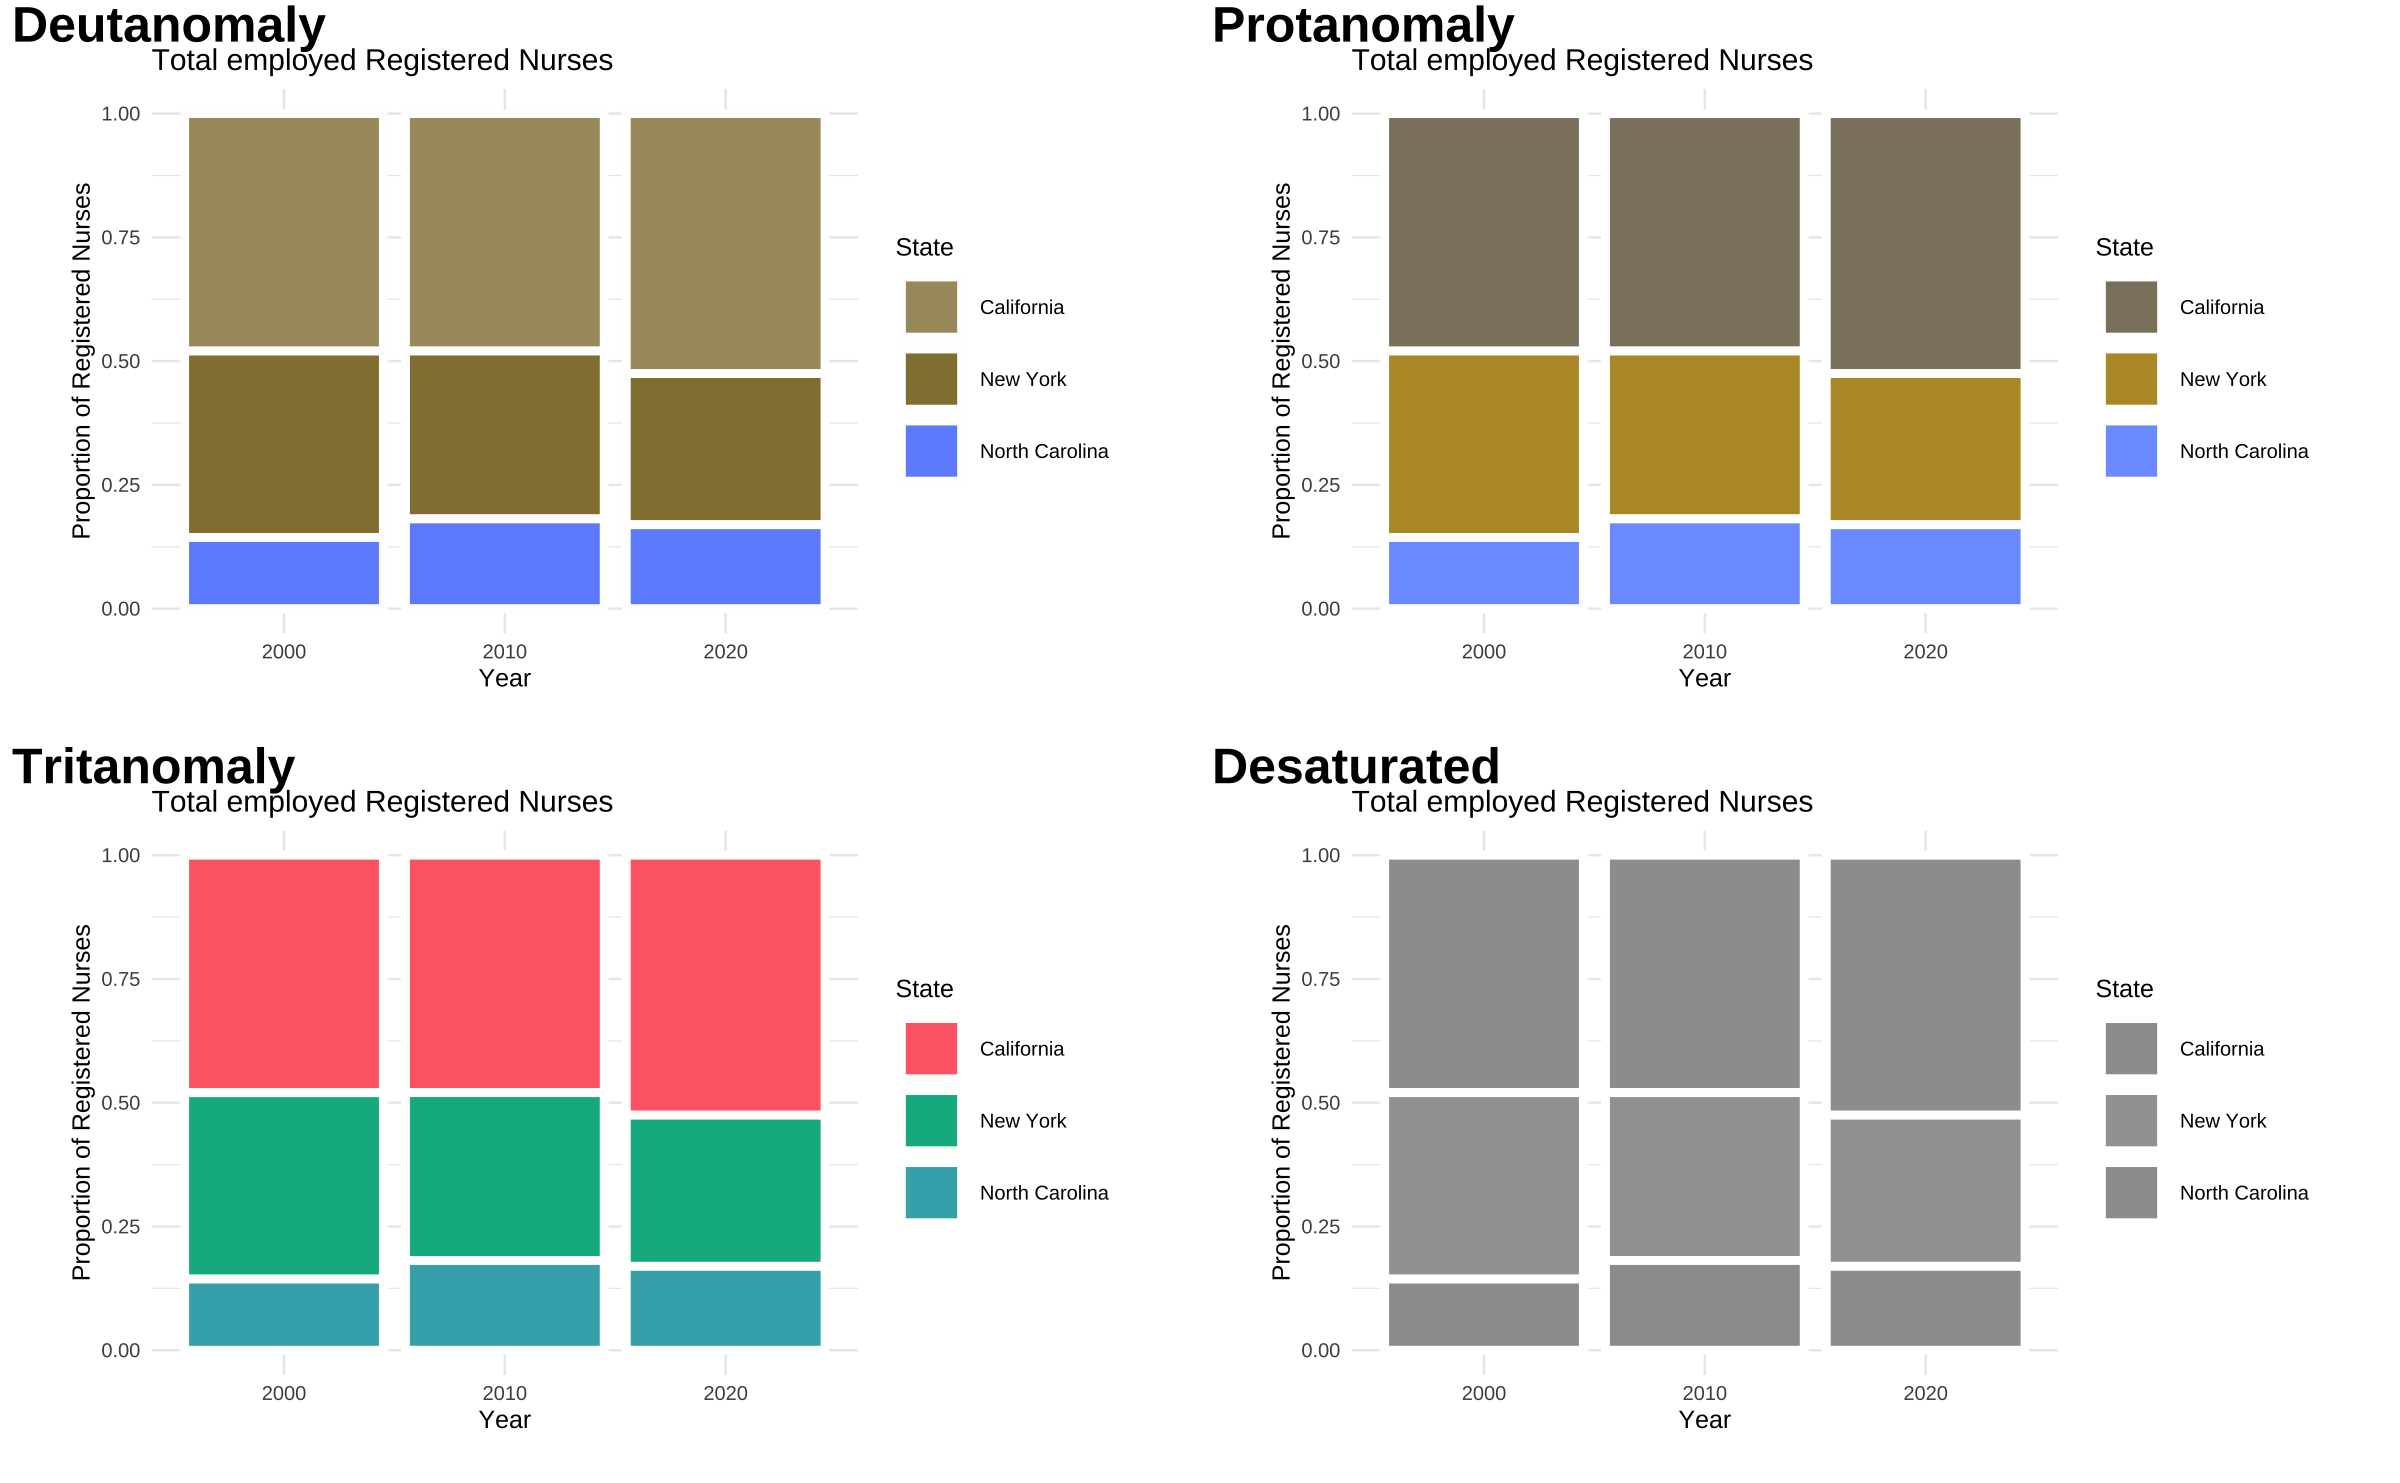 Deutanomaly
Total employed Registered Nurses
Proportion of Registered Nurses
1.00
0.75
0.50
0.25
0.00
2000 2010 2020
Year
State
California
New York
North Carolina
Protanomaly
Total employed Registered Nurses
Proportion of Registered Nurses
1.00
0.75
0.50
0.25
0.00
2000 2010 2020
Year
State
California
New York
North Carolina
Tritanomaly
Total employed Registered Nurses
Proportion of Registered Nurses
1.00
0.75
0.50
0.25
0.00
2000 2010 2020
Year
State
California
New York
North Carolina
Desaturated
Total employed Registered Nurses
Proportion of Registered Nurses
1.00
0.75
0.50
0.25
0.00
2000 2010 2020
Year
State
California
New York
North Carolina